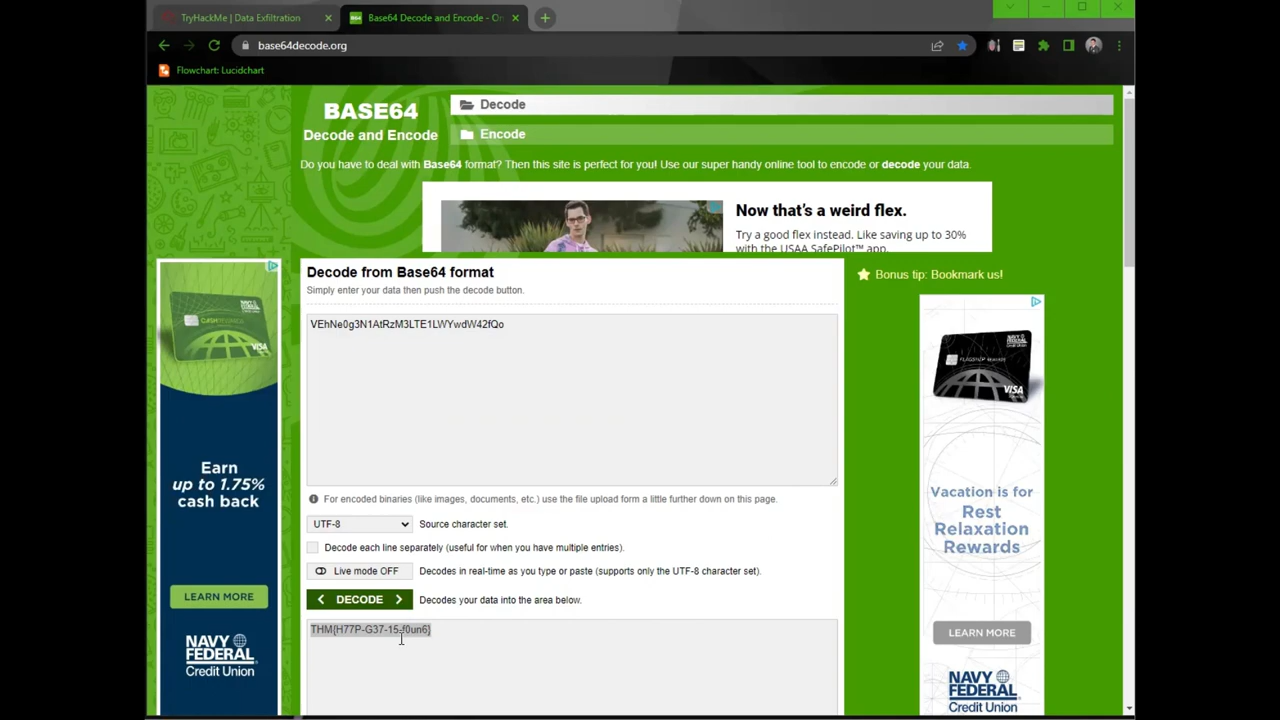 TryHackMe | Data Exfiltration
Base64 Decode and Encode - On
base64decode.org
Flowchart: Lucidchart
BASE64
Decode and Encode
Decode
Encode
Do you have to deal with Base64 format? Then this site is perfect for you! Use our super handy online tool to encode or decode your data.
Now that's a weird flex.
Try a good flex instead. Like saving up to 30%
with the USAA SafePilot™ app.
Decode from Base64 format
Simply enter your data then push the decode button.
VEhNe0g3N1AtRzM3LTE1LWYwdW42fQo
For encoded binaries (like images, documents, etc.) use the file upload form a little further down on this page.
UTF-8
Source character set.
Decode each line separately (useful for when you have multiple entries).
Live mode OFF
Decodes in real-time as you type or paste (supports only the UTF-8 character set).
DECODE
Decodes your data into the area below.
THM{H77P-G37-15-f0un6}
Bonus tip: Bookmark us!
VISA
Earn
up to 1.75%
cash back
LEARN MORE
NAVY
FEDERAL
Credit Union
VISA
Vacation is for
Rest
Relaxation
Rewards
LEARN MORE
NAVY
FEDERAL
Credit Union